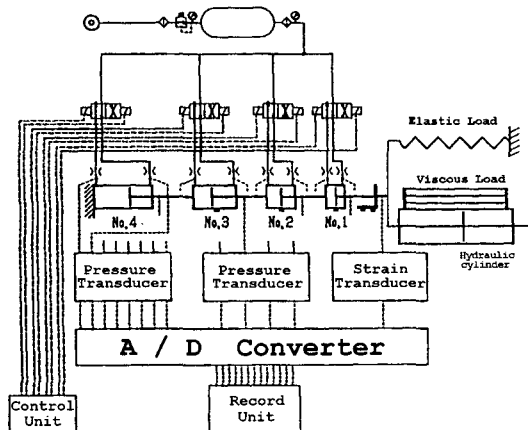 Elastic Load
Viscous Load
No.4 No.3 No.2 No.1
Hydraulic
cylinder
Pressure
Transducer
Pressure
Transducer
Strain
Transducer
A / D Converter
Control
Unit
Record
Unit